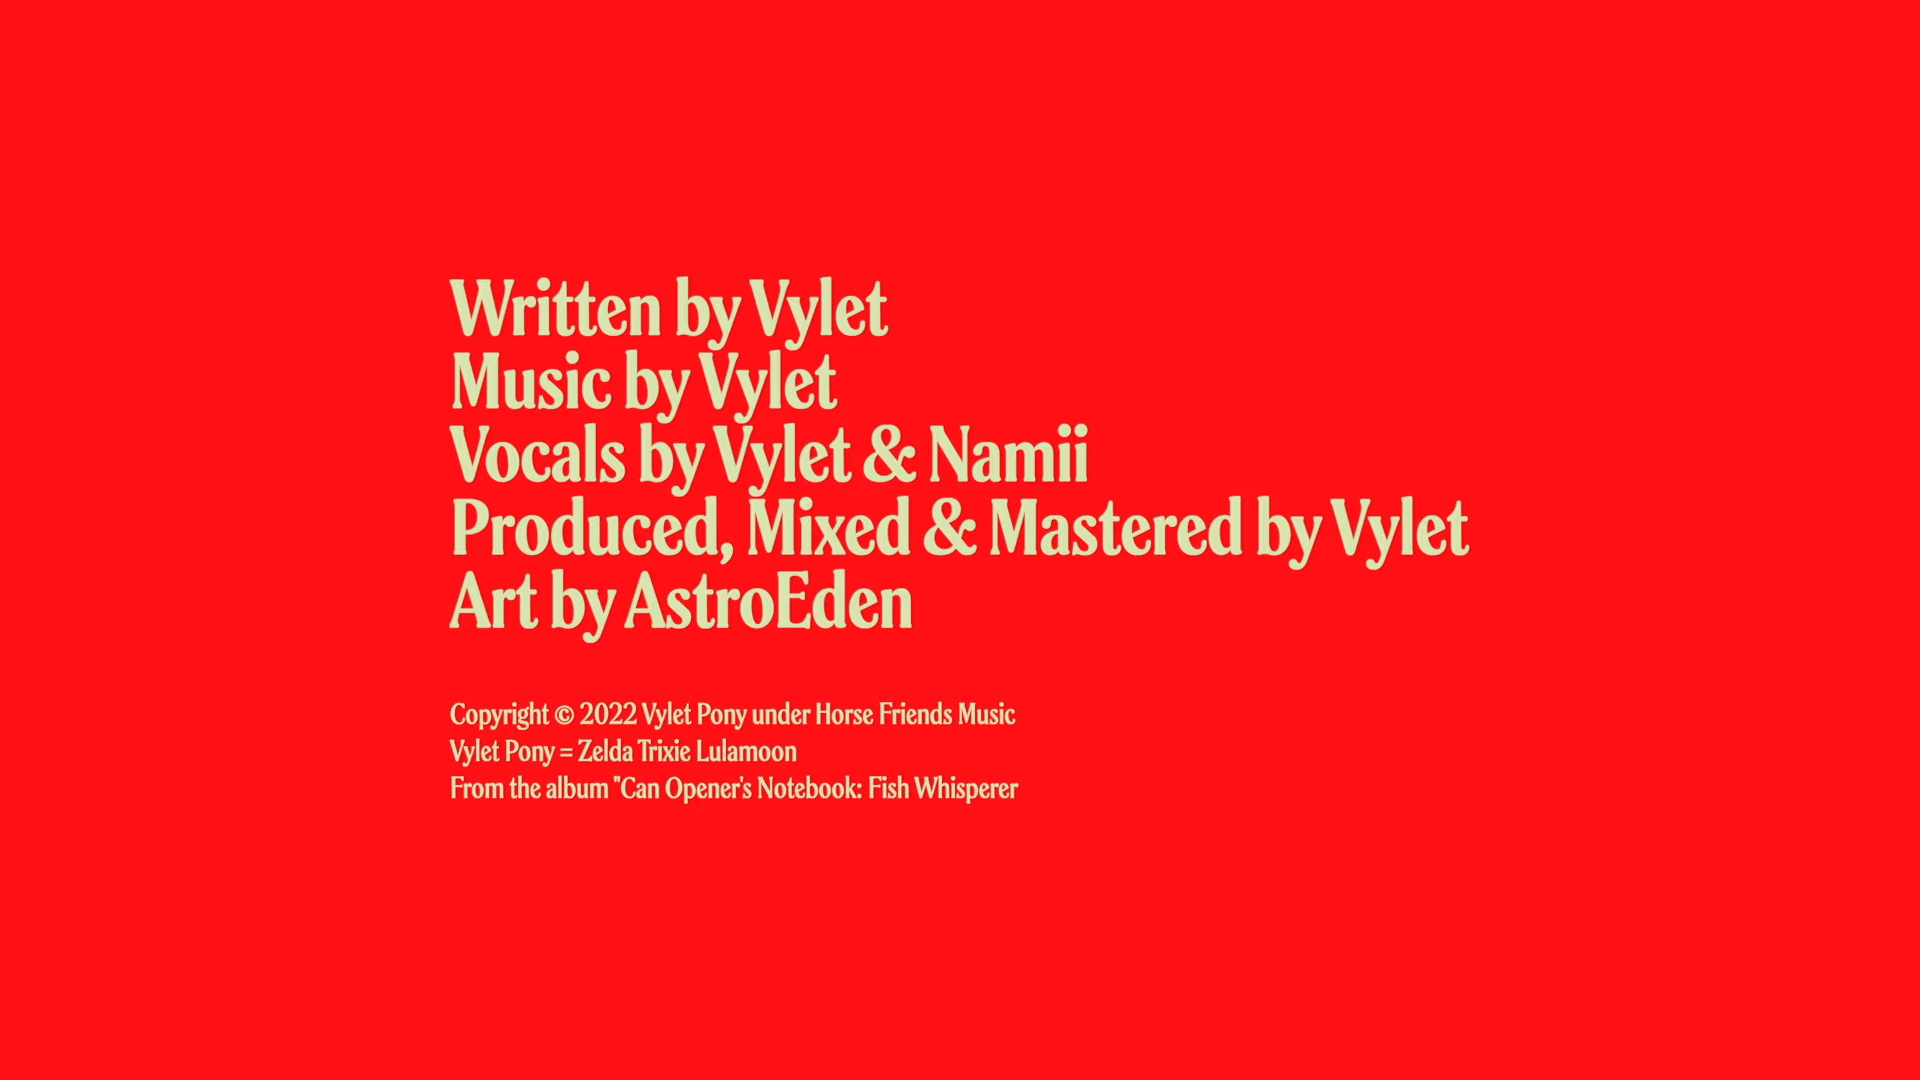 Written by Vylet
Music by Vylet
Vocals by Vylet & Namii
Produced, Mixed & Mastered by Vylet
Art by AstroEden
Copyright © 2022 Vylet Pony under Horse Friends Music
Vylet Pony = Zelda Trixie Lulamoon
From the album "Can Opener's Notebook: Fish Whisperer